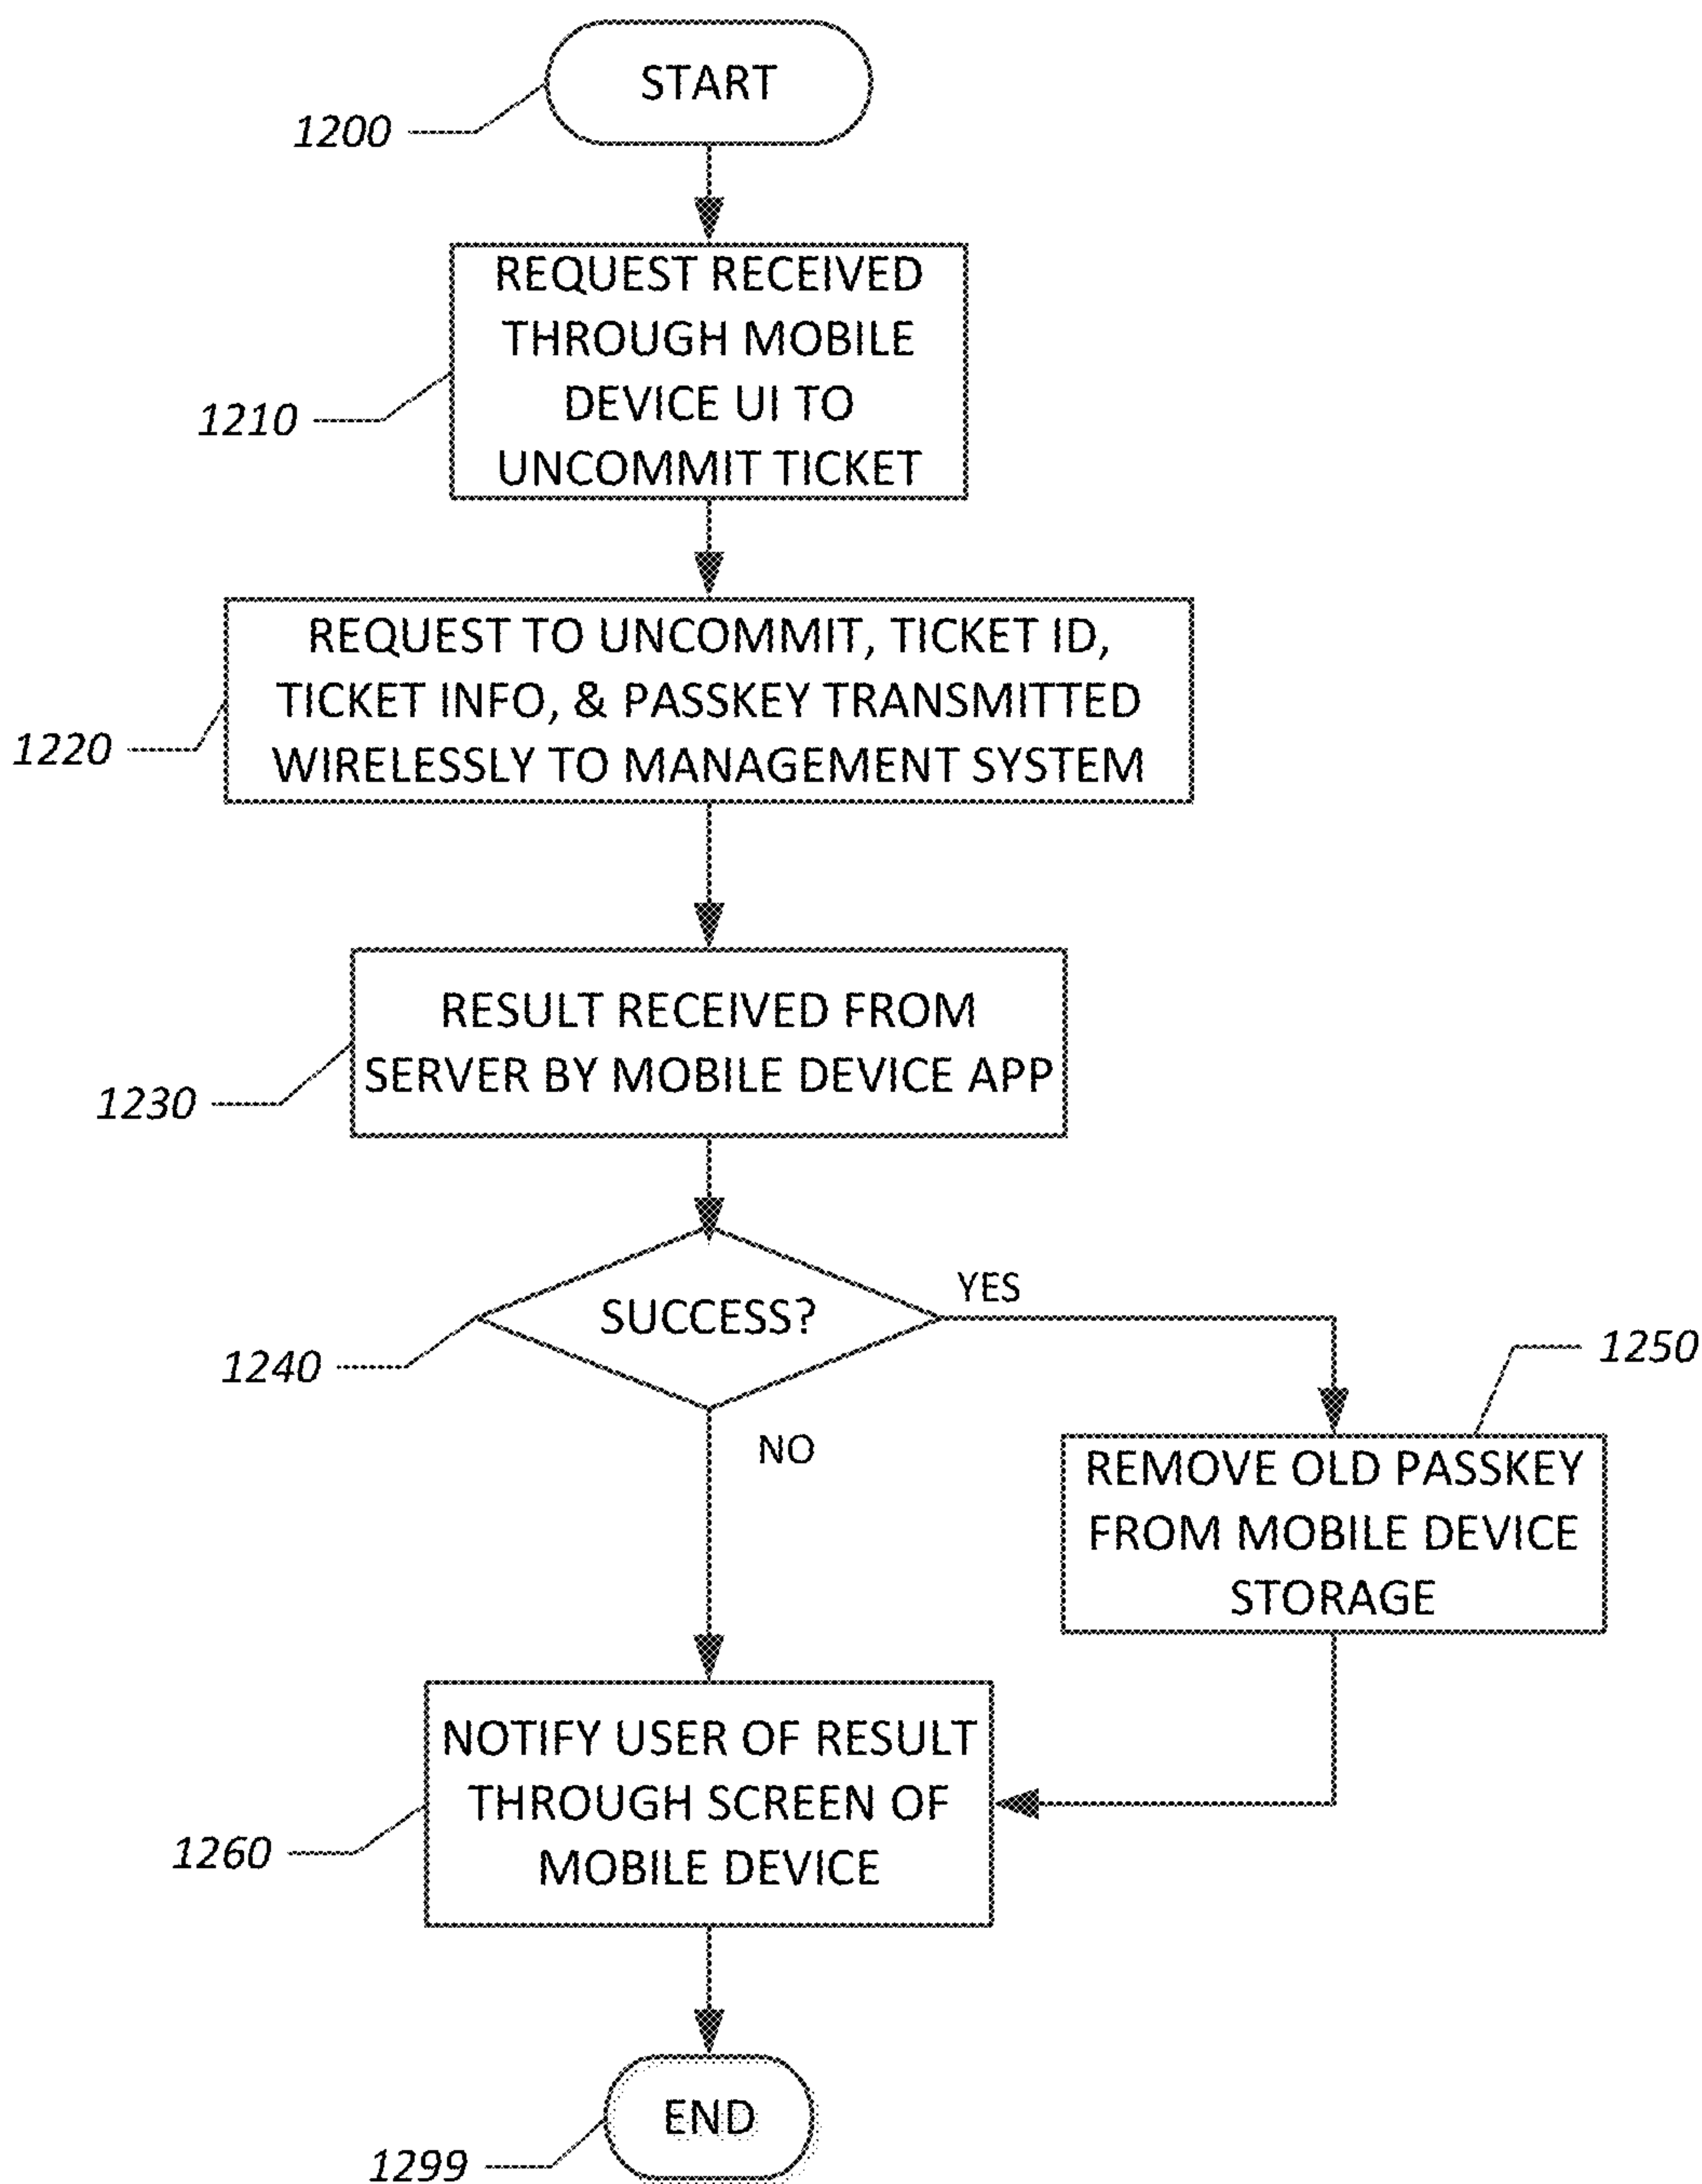 START
1200
REQUEST RECEIVED
THROUGH MOBILE
DEVICE UI TO
UNCOMMIT TICKET
1210
REQUEST TO UNCOMMIT, TICKET ID,
TICKET INFO, & PASSKEY TRANSMITTED
WIRELESSLY TO MANAGEMENT SYSTEM
1220
RESULT RECEIVED FROM
SERVER BY MOBILE DEVICE APP
1230
SUCCESS?
YES
1240
NO
1250
REMOVE OLD PASSKEY
FROM MOBILE DEVICE
STORAGE
NOTIFY USER OF RESULT
THROUGH SCREEN OF
MOBILE DEVICE
1260
END
1299